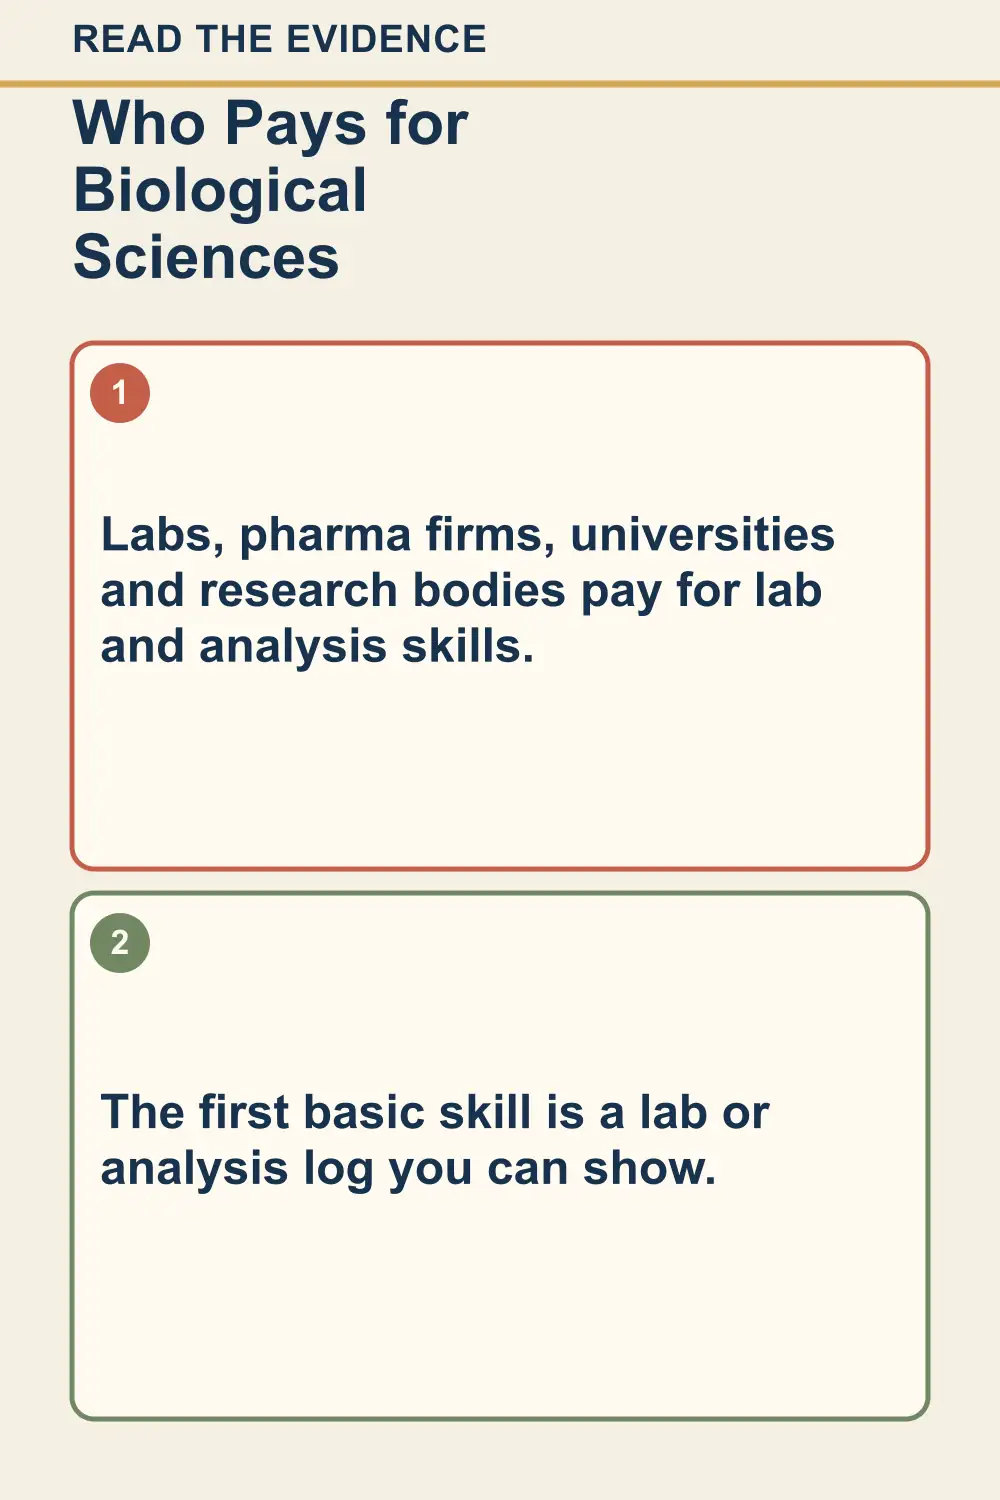 READ THE EVIDENCE
Who Pays for
Biological
Sciences
1
Labs, pharma firms, universities
and research bodies pay for lab
and analysis skills.
2
The first basic skill is a lab or
analysis log you can show.